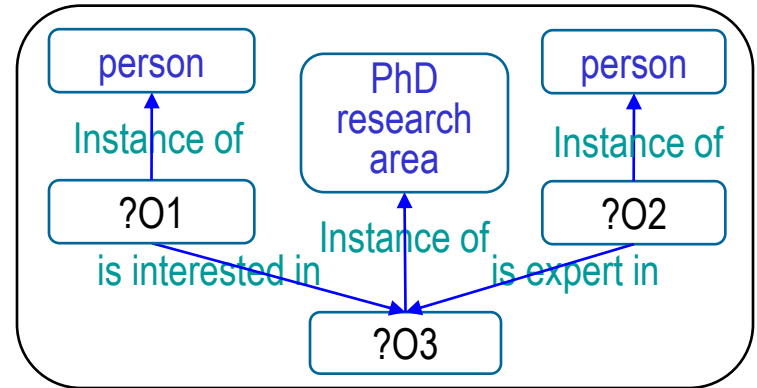 person
PhD
research
area
person
Instance of
Instance of
?O1
?O2
Instance of
is interested in
is expert in
?O3